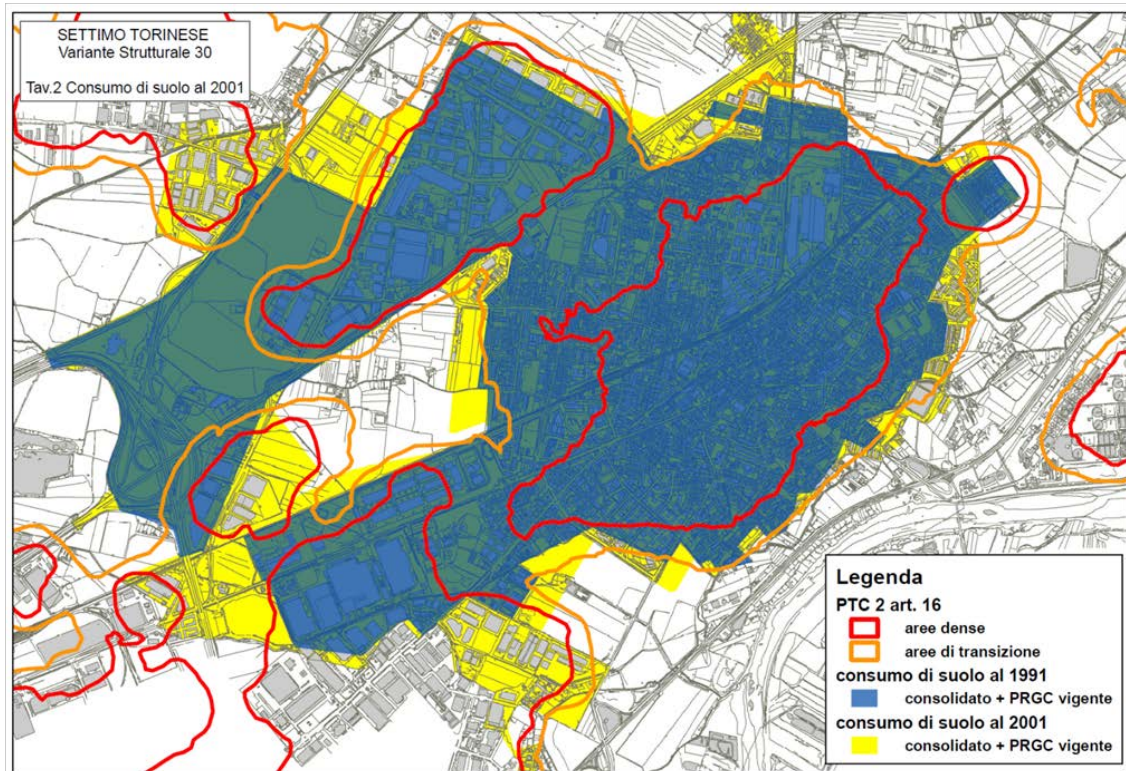 SETTIMO TORINESE
Variante Strutturale 30
Tav.2 Consumo di suolo al 2001
Legenda
PTC 2 art. 16
aree dense
aree di transizione
consumo di suolo al 1991
consolidato + PRGC vigente
consumo di suolo al 2001
consolidato + PRGC vigente